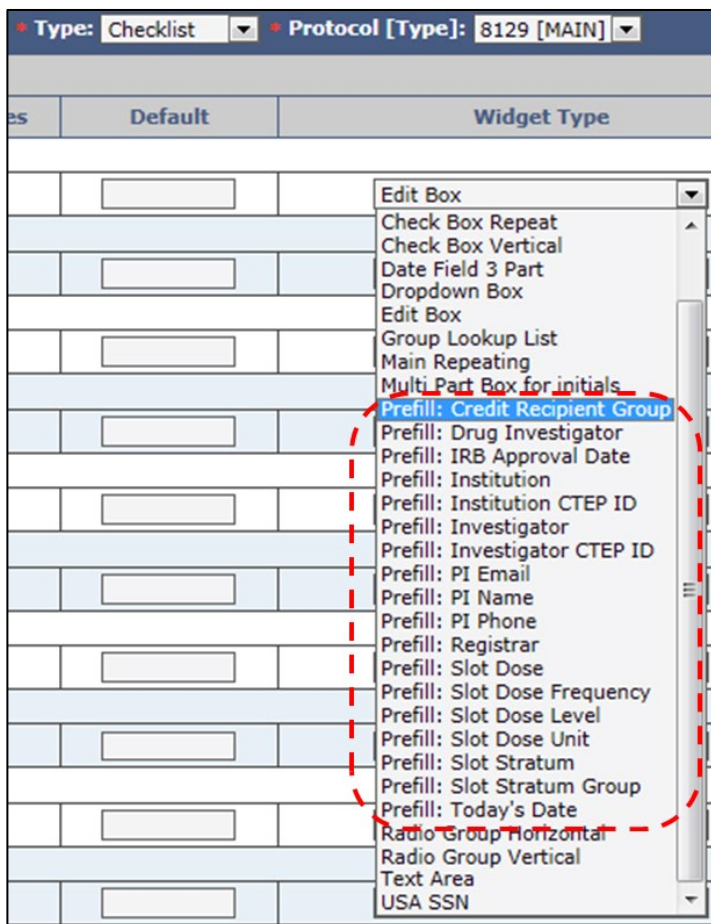 * Type: Checklist * Protocol [Type]: 8129 [MAIN]
es Default Widget Type
Edit Box
Check Box Repeat
Check Box Vertical
Date Field 3 Part
Dropdown Box
Edit Box
Group Lookup List
Main Repeating
Multi Part Box for initials
Prefill: Credit Recipient Group
Prefill: Drug Investigator
Prefill: IRB Approval Date
Prefill: Institution
Prefill: Institution CTEP ID
Prefill: Investigator
Prefill: Investigator CTEP ID
Prefill: PI Email
Prefill: PI Name
Prefill: PI Phone
Prefill: Registrar
Prefill: Slot Dose
Prefill: Slot Dose Frequency
Prefill: Slot Dose Level
Prefill: Slot Dose Unit
Prefill: Slot Stratum
Prefill: Slot Stratum Group
Prefill: Today's Date
Radio Group Horizontal
Radio Group Vertical
Text Area
USA SSN